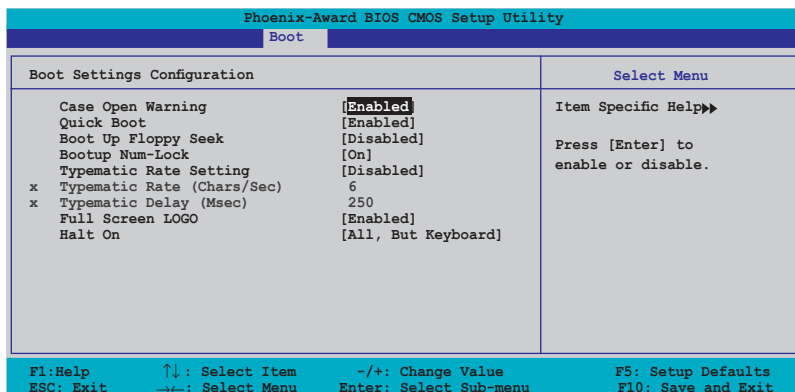 Phoenix-Award BIOS CMOS Setup Utility
Boot
Boot Settings Configuration
Select Menu
Case Open Warning [Enabled]
Item Specific Help▶▶
Quick Boot [Enabled]
Boot Up Floppy Seek [Disabled]
Press [Enter] to
Bootup Num-Lock [On]
enable or disable.
Typematic Rate Setting [Disabled]
x Typematic Rate (Chars/Sec) 6
x Typematic Delay (Msec) 250
Full Screen LOGO [Enabled]
Halt On [All, But Keyboard]
F1:Help ↑↓: Select Item -/+: Change Value F5: Setup Defaults
ESC: Exit →←: Select Menu Enter: Select Sub-menu F10: Save and Exit